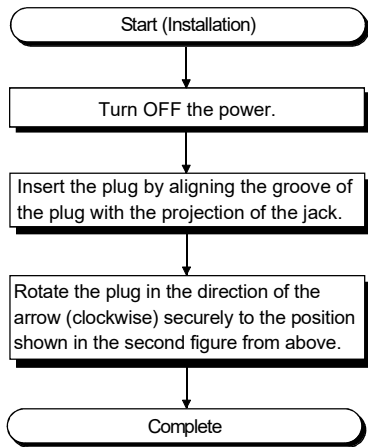 Start (Installation)
Turn OFF the power.
Insert the plug by aligning the groove of
the plug with the projection of the jack.
Rotate the plug in the direction of the
arrow (clockwise) securely to the position
shown in the second figure from above.
Complete